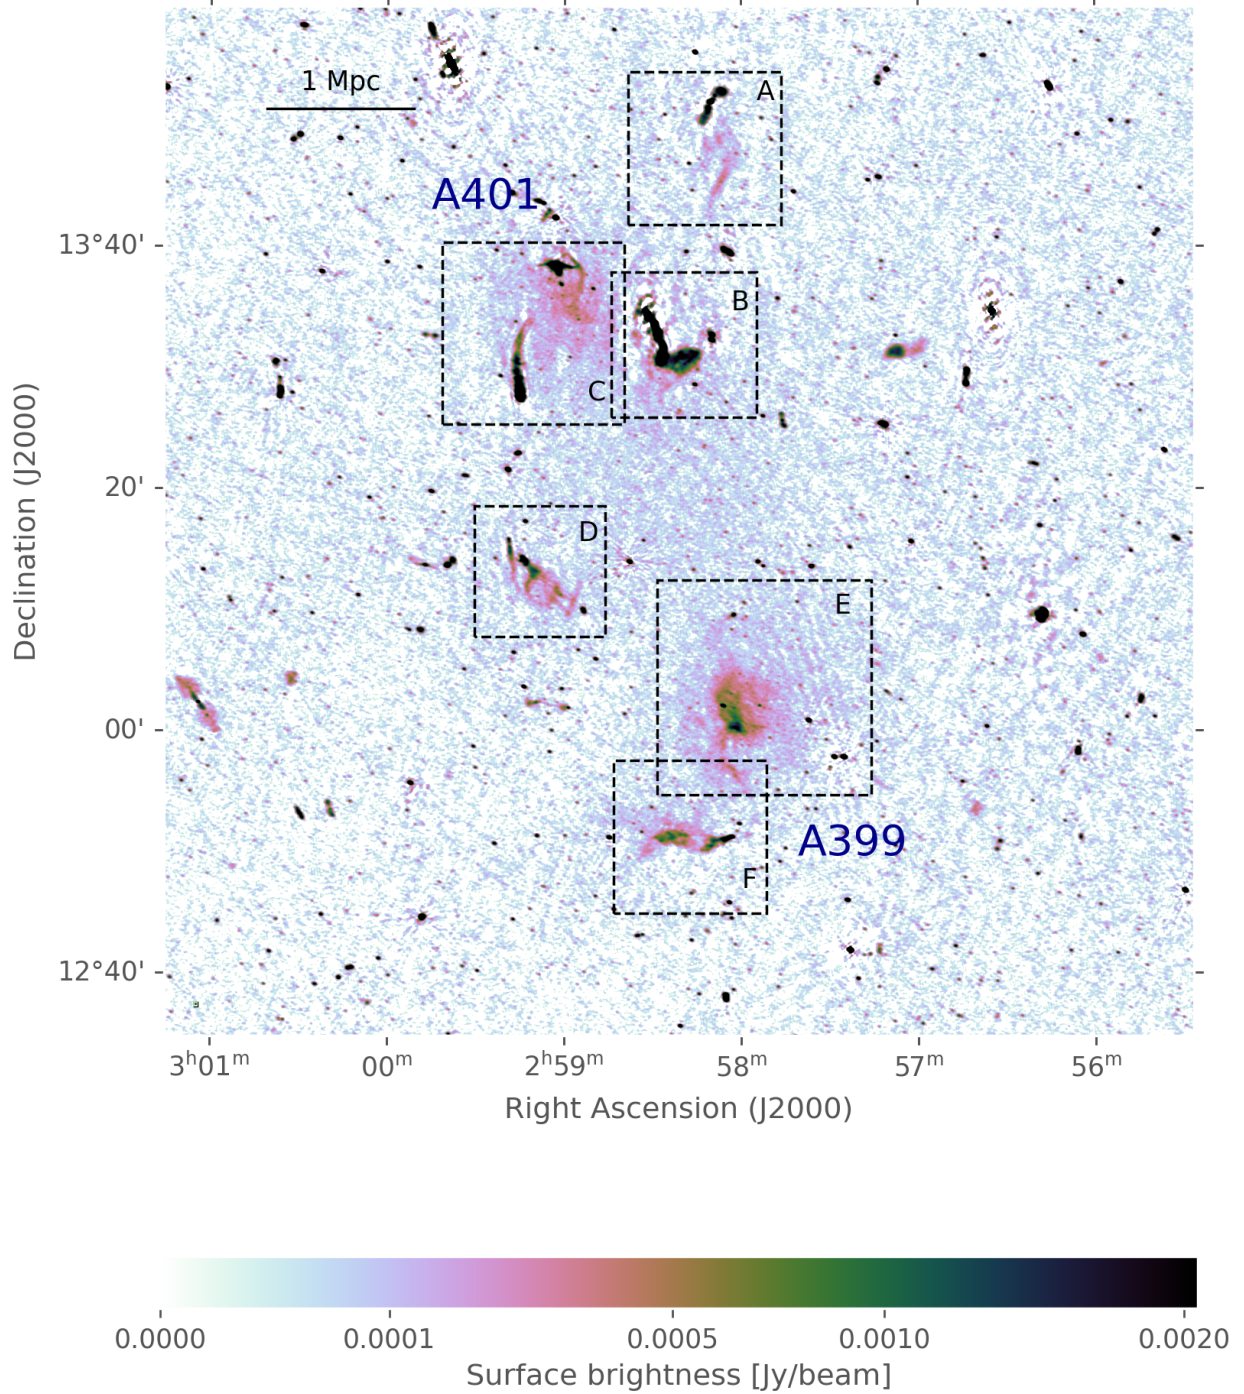 1 Mpc
A
A401
13°40'
B
C
20'
D
E
00'
A399
F
12°40'
3ʰ01ᵐ 00ᵐ 2ʰ59ᵐ 58ᵐ 57ᵐ 56ᵐ
Right Ascension (J2000)
Declination (J2000)
0.0000 0.0001 0.0005 0.0010 0.0020
Surface brightness [Jy/beam]